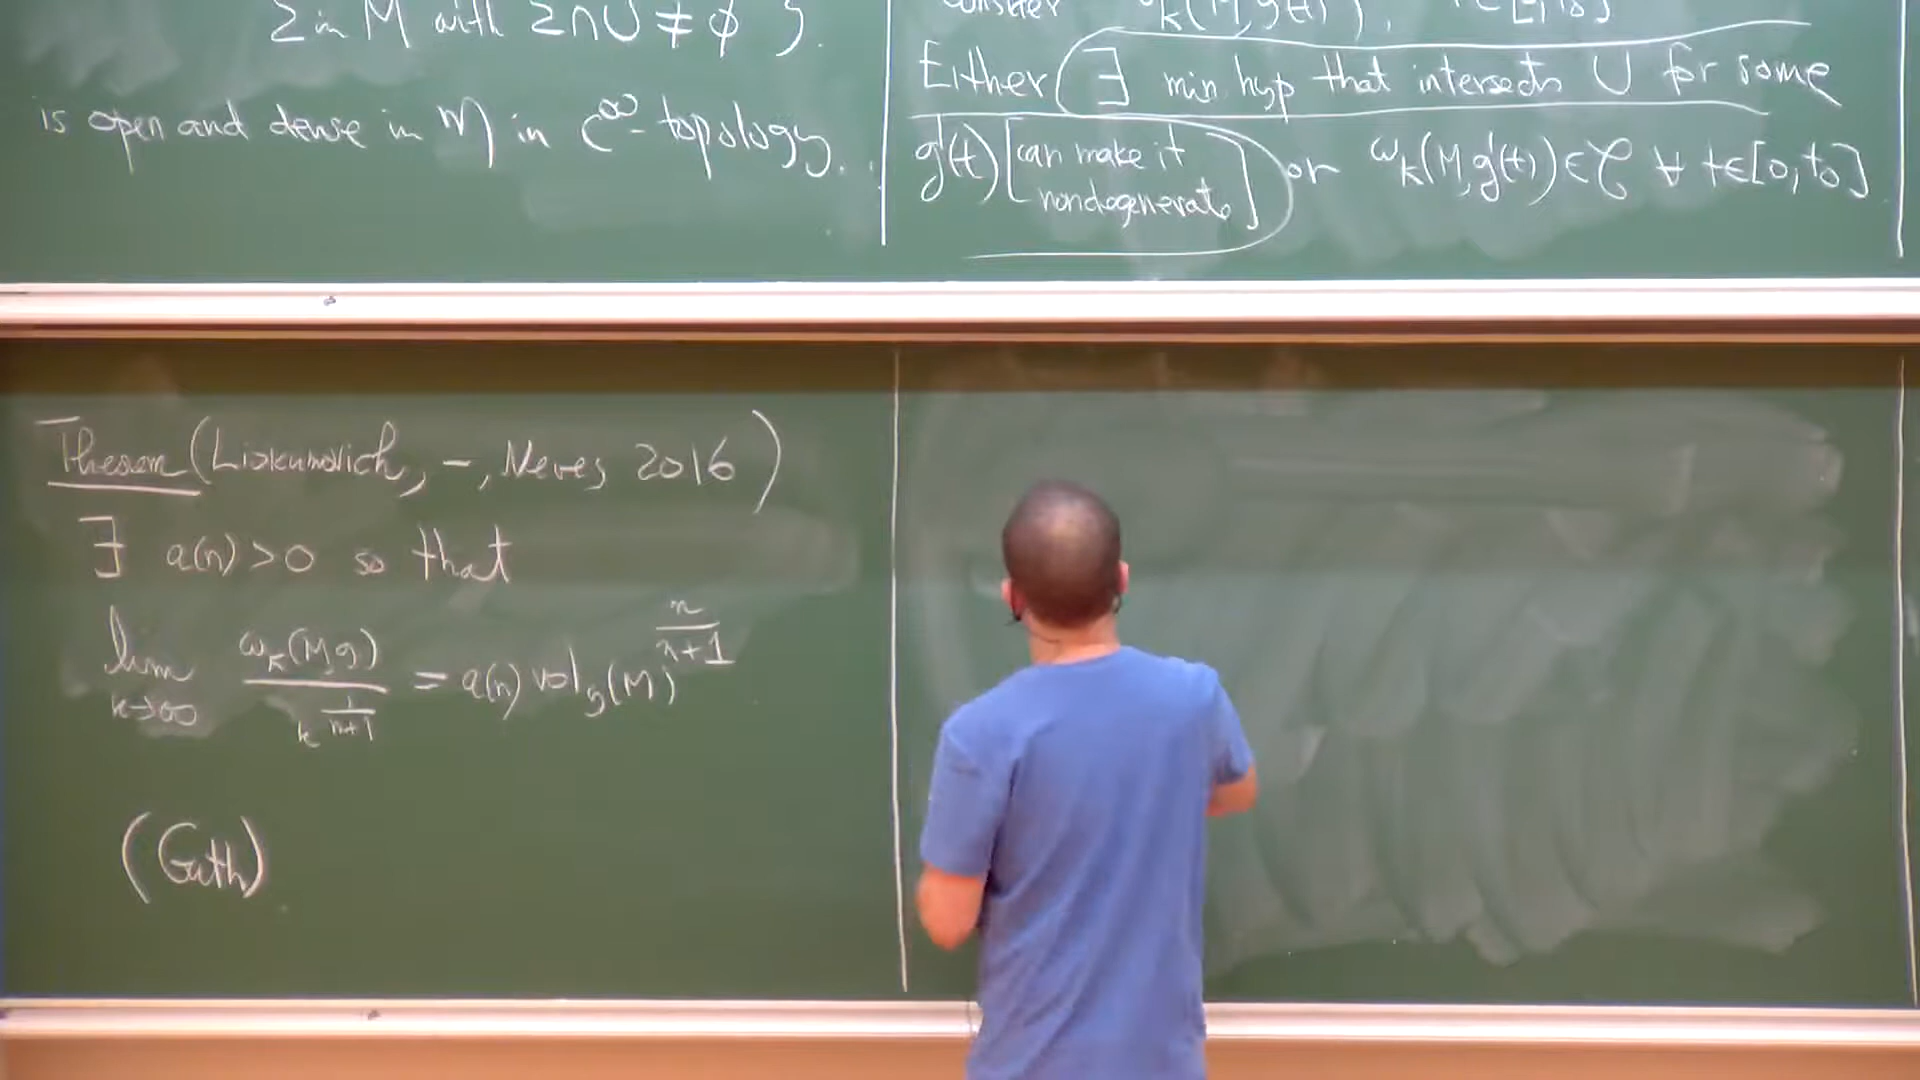 Σ in M with Σ∩U ≠ ∅ }.
is open and dense in M in C^∞-topology.
consider ω_k(M, g'(t)),
Either ∃ min hyp that intersects U for some
g'(t) [can make it nondegenerate] or ω_k(M, g'(t)) ∈ C ∀ t∈[0, t_0]
Theorem (Liokumovich, –, Neves 2016)
∃ a(n) > 0 so that
lim_{k→∞} ω_k(M,g) / k^{1/(n+1)} = a(n) vol_g(M)^{n/(n+1)}
(Guth)